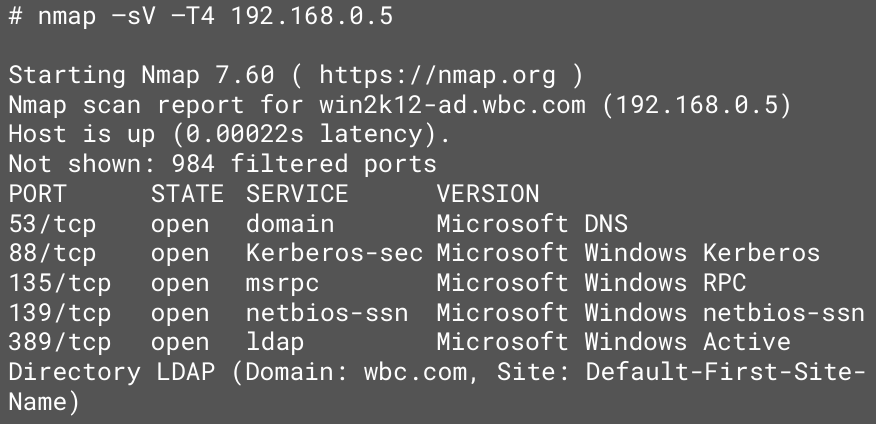 # nmap –sV –T4 192.168.0.5
Starting Nmap 7.60 ( https://nmap.org )
Nmap scan report for win2k12-ad.wbc.com (192.168.0.5)
Host is up (0.00022s latency).
Not shown: 984 filtered ports
PORT STATE SERVICE VERSION
53/tcp open domain Microsoft DNS
88/tcp open Kerberos-sec Microsoft Windows Kerberos
135/tcp open msrpc Microsoft Windows RPC
139/tcp open netbios-ssn Microsoft Windows netbios-ssn
389/tcp open ldap Microsoft Windows Active
Directory LDAP (Domain: wbc.com, Site: Default-First-Site-
Name)